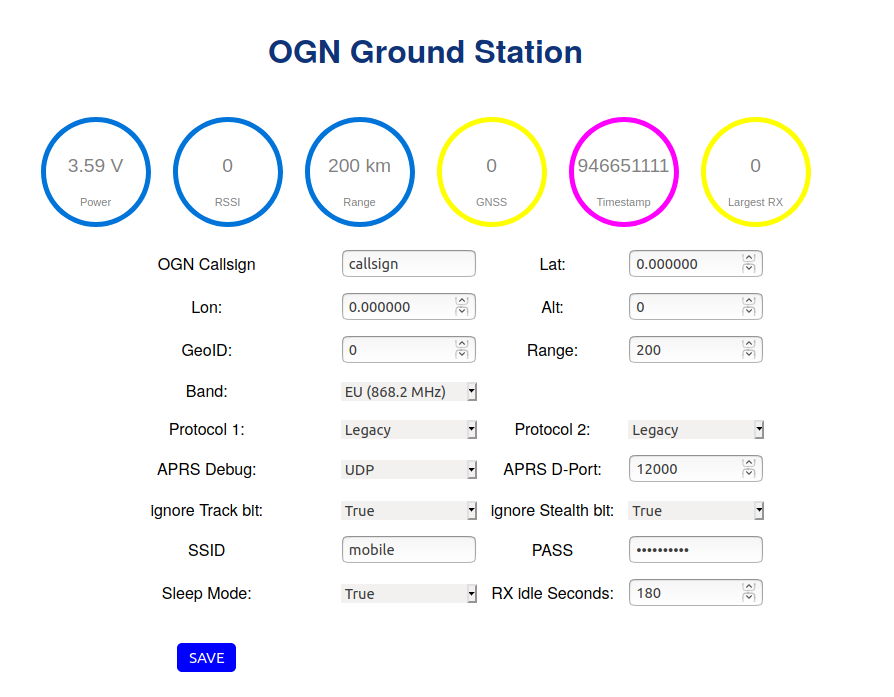 OGN Ground Station
3.59 V 0 200 km 0 946651111 0
Power RSSI Range GNSS Timestamp Largest RX
OGN Callsign callsign Lat: 0.000000
Lon: 0.000000 Alt: 0
GeoID: 0 Range: 200
Band: EU (868.2 MHz)
Protocol 1: Legacy Protocol 2: Legacy
APRS Debug: UDP APRS D-Port: 12000
ignore Track bit: True ignore Stealth bit: True
SSID mobile PASS ••••••••••
Sleep Mode: True RX idle Seconds: 180
SAVE